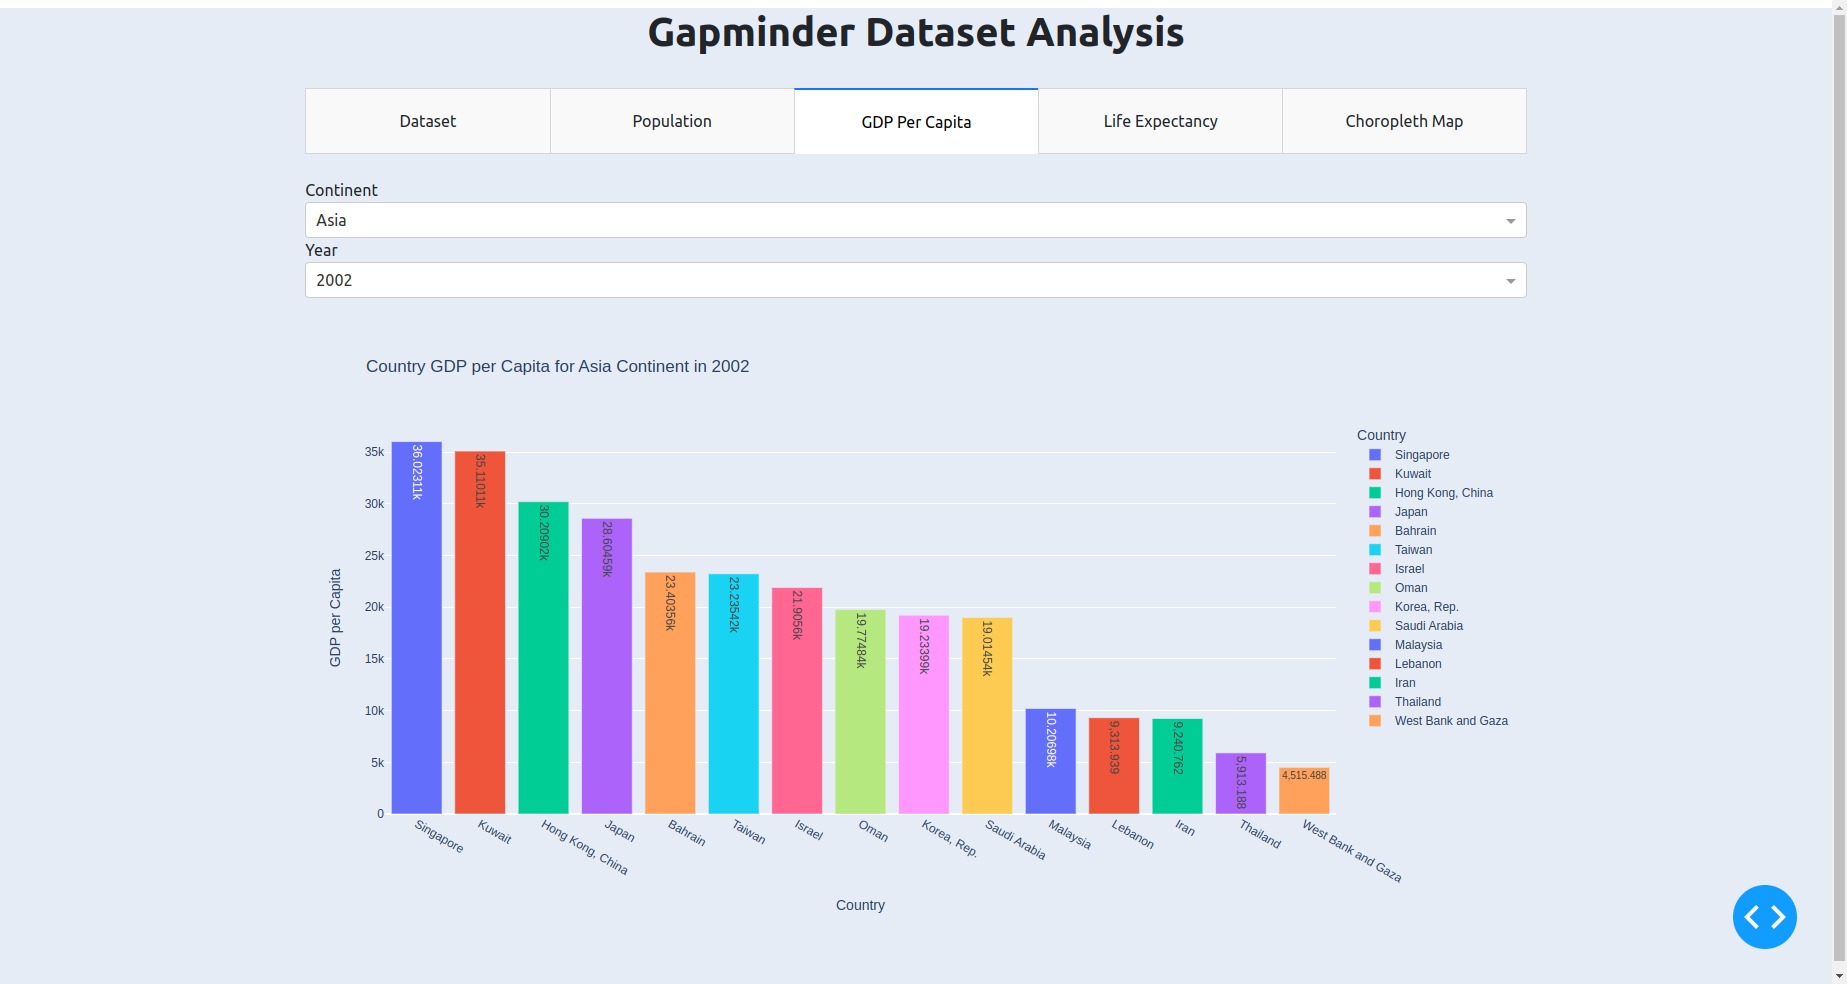 Gapminder Dataset Analysis
Dataset Population GDP Per Capita Life Expectancy Choropleth Map
Continent
Asia
Year
2002
Country GDP per Capita for Asia Continent in 2002
GDP per Capita
35k
30k
25k
20k
15k
10k
5k
0
36.02311k
35.11011k
30.20902k
28.60459k
23.40356k
23.23542k
21.9056k
19.77484k
19.23399k
19.01454k
10.20698k
9,313.939
9,240.762
5,913.188
4,515.488
Singapore
Kuwait
Hong Kong, China
Japan
Bahrain
Taiwan
Israel
Oman
Korea, Rep.
Saudi Arabia
Malaysia
Lebanon
Iran
Thailand
West Bank and Gaza
Country
Country
Singapore
Kuwait
Hong Kong, China
Japan
Bahrain
Taiwan
Israel
Oman
Korea, Rep.
Saudi Arabia
Malaysia
Lebanon
Iran
Thailand
West Bank and Gaza